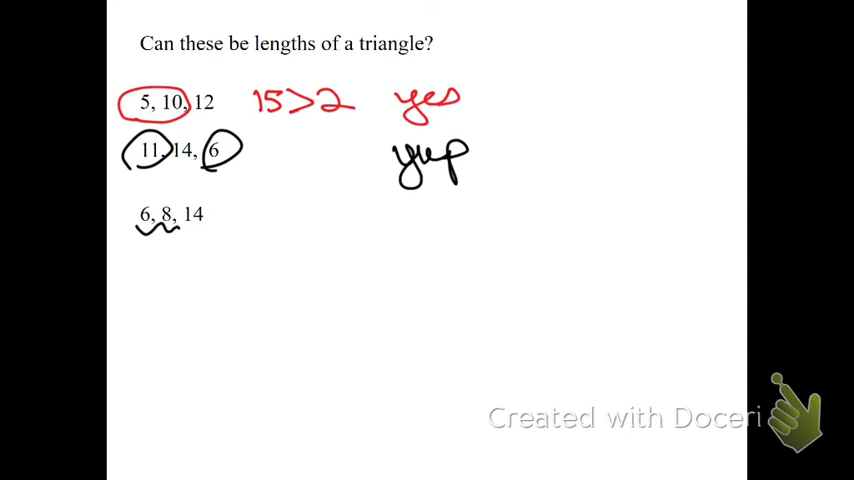 Can these be lengths of a triangle?
5, 10, 12 15>2 yes
11, 14, 6 yup
6, 8, 14
Created with Doceri